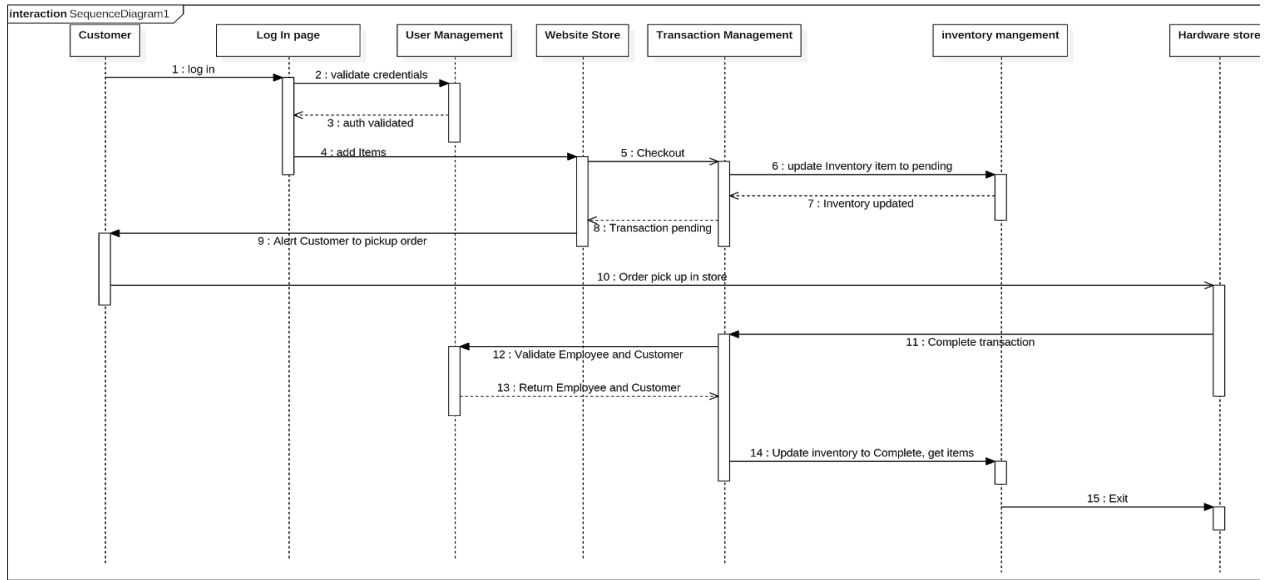 interaction SequenceDiagram1
Customer
Log In page
User Management
Website Store
Transaction Management
inventory mangement
Hardware store
1 : log in
2 : validate credentials
3 : auth validated
4 : add Items
5 : Checkout
6 : update Inventory item to pending
7 : Inventory updated
8 : Transaction pending
9 : Alert Customer to pickup order
10 : Order pick up in store
11 : Complete transaction
12 : Validate Employee and Customer
13 : Return Employee and Customer
14 : Update inventory to Complete, get items
15 : Exit